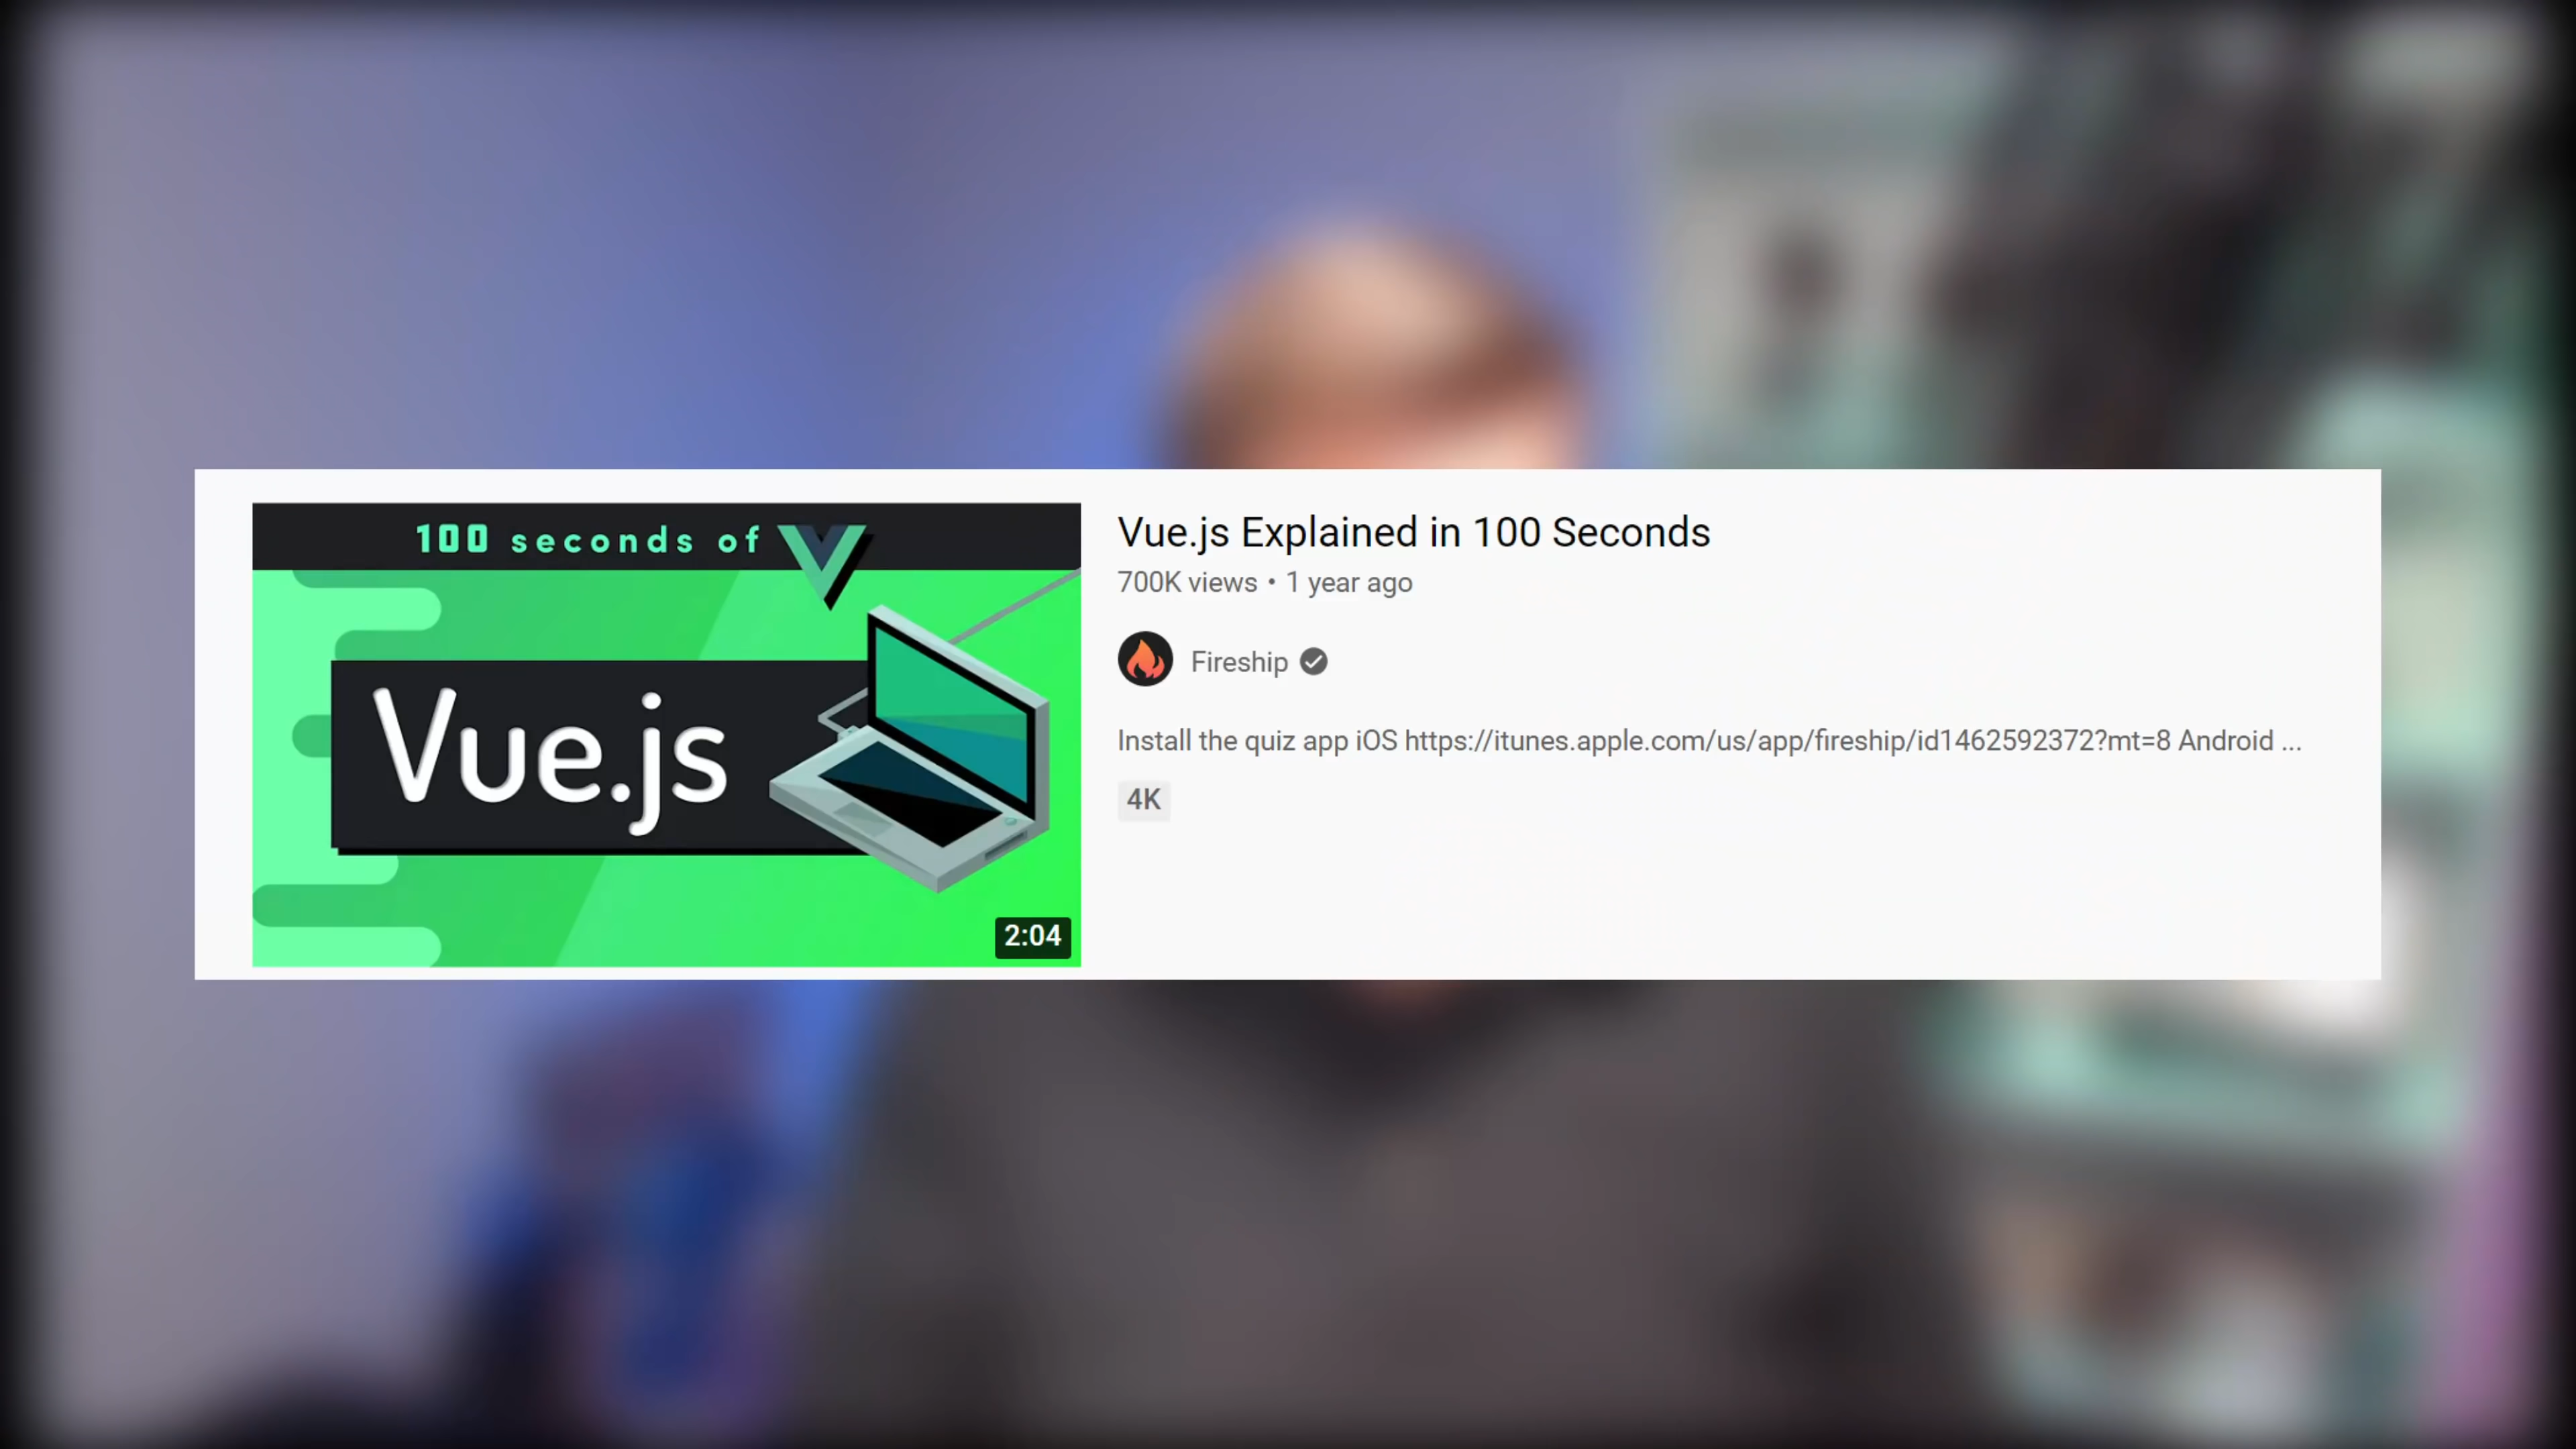 100 seconds of
Vue.js
2:04
Vue.js Explained in 100 Seconds
700K views • 1 year ago
Fireship
Install the quiz app iOS https://itunes.apple.com/us/app/fireship/id1462592372?mt=8 Android ...
4K